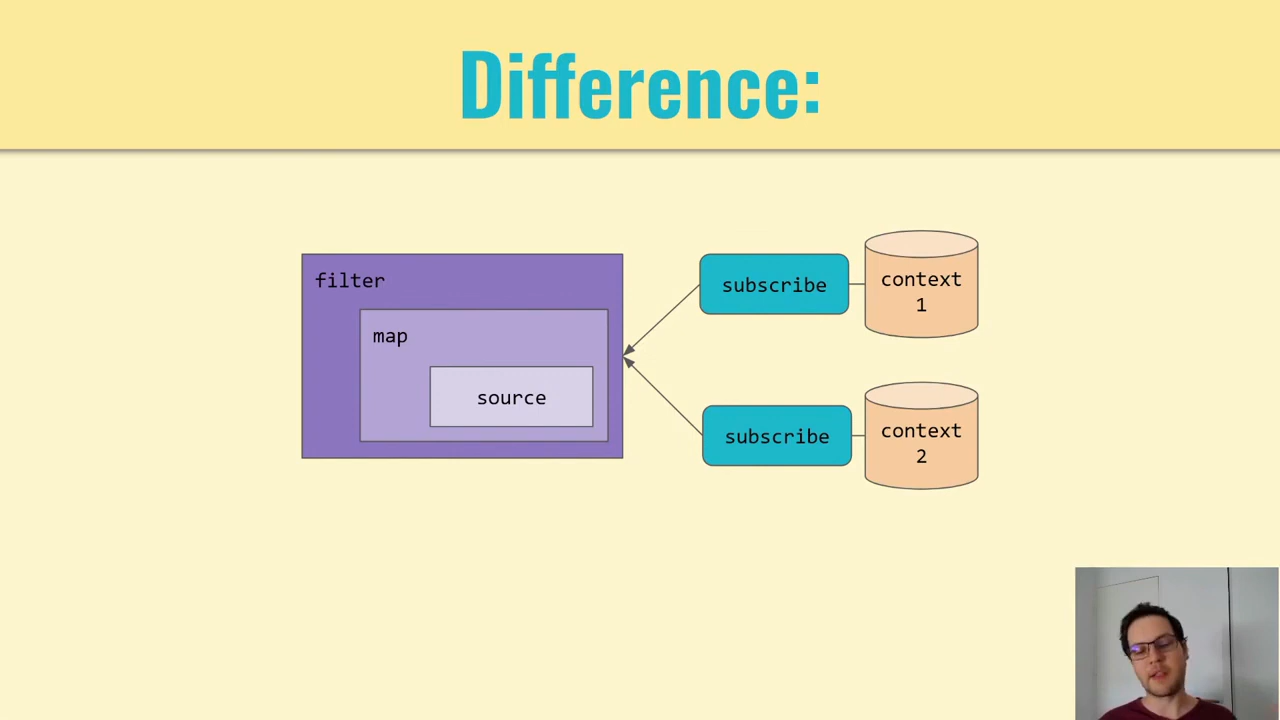 Difference:
filter
map
source
subscribe
context
1
subscribe
context
2